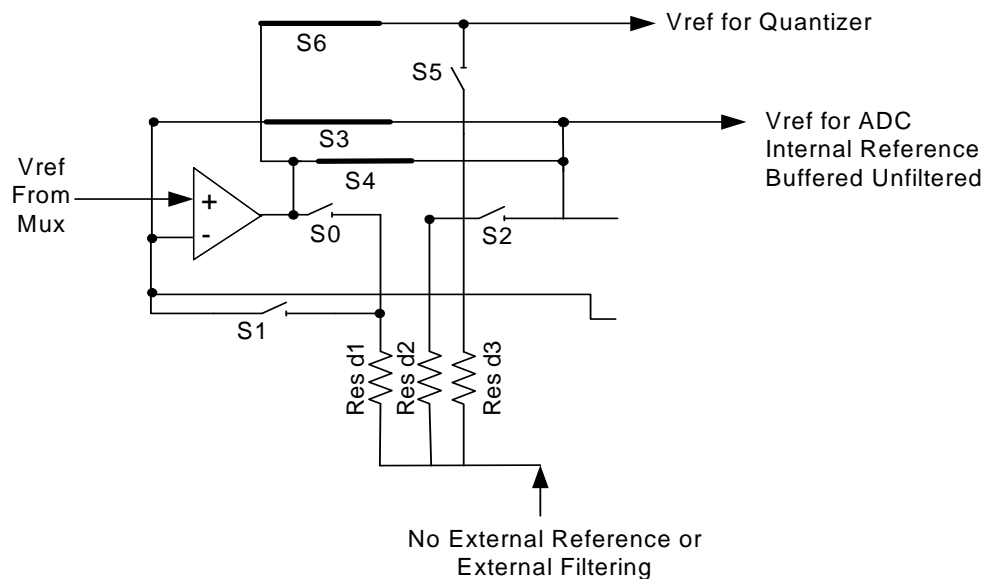 Vref for Quantizer
S6
S5
S3
Vref for ADC
Internal Reference
Buffered Unfiltered
Vref
From
Mux
S4
+
-
S0
S2
S1
Res d1
Res d2
Res d3
No External Reference or
External Filtering